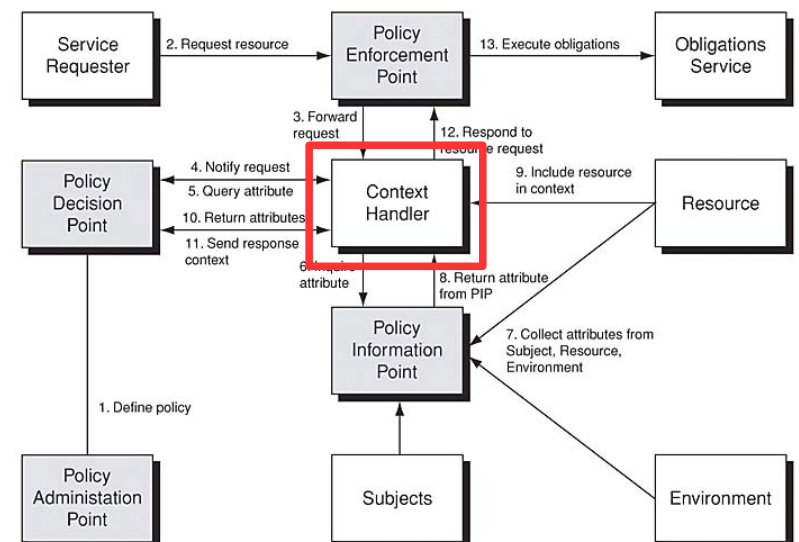 Service
Requester
2. Request resource
Policy
Enforcement
Point
13. Execute obligations
Obligations
Service
3. Forward
request
12. Respond to
resource request
Policy
Decision
Point
4. Notify request
5. Query attribute
10. Return attributes
11. Send response
context
Context
Handler
9. Include resource
in context
Resource
6. Inquire
attribute
8. Return attribute
from PIP
Policy
Information
Point
7. Collect attributes from
Subject, Resource,
Environment
1. Define policy
Policy
Administation
Point
Subjects
Environment